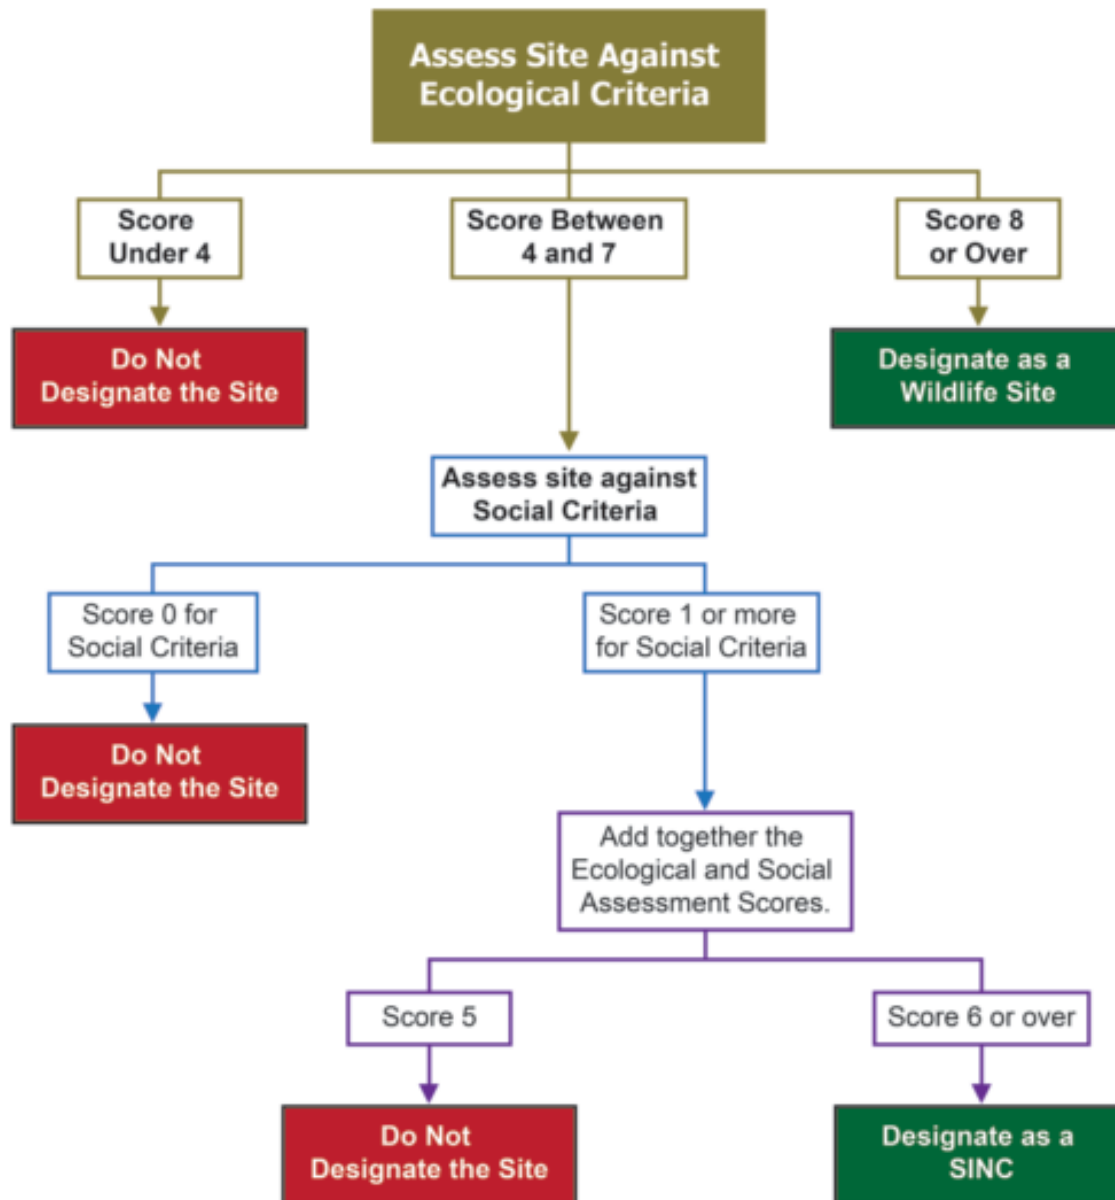 Assess Site Against
Ecological Criteria
Score
Under 4
Score Between
4 and 7
Score 8
or Over
Do Not
Designate the Site
Designate as a
Wildlife Site
Assess site against
Social Criteria
Score 0 for
Social Criteria
Score 1 or more
for Social Criteria
Do Not
Designate the Site
Add together the
Ecological and Social
Assessment Scores.
Score 5
Score 6 or over
Do Not
Designate the Site
Designate as a
SINC